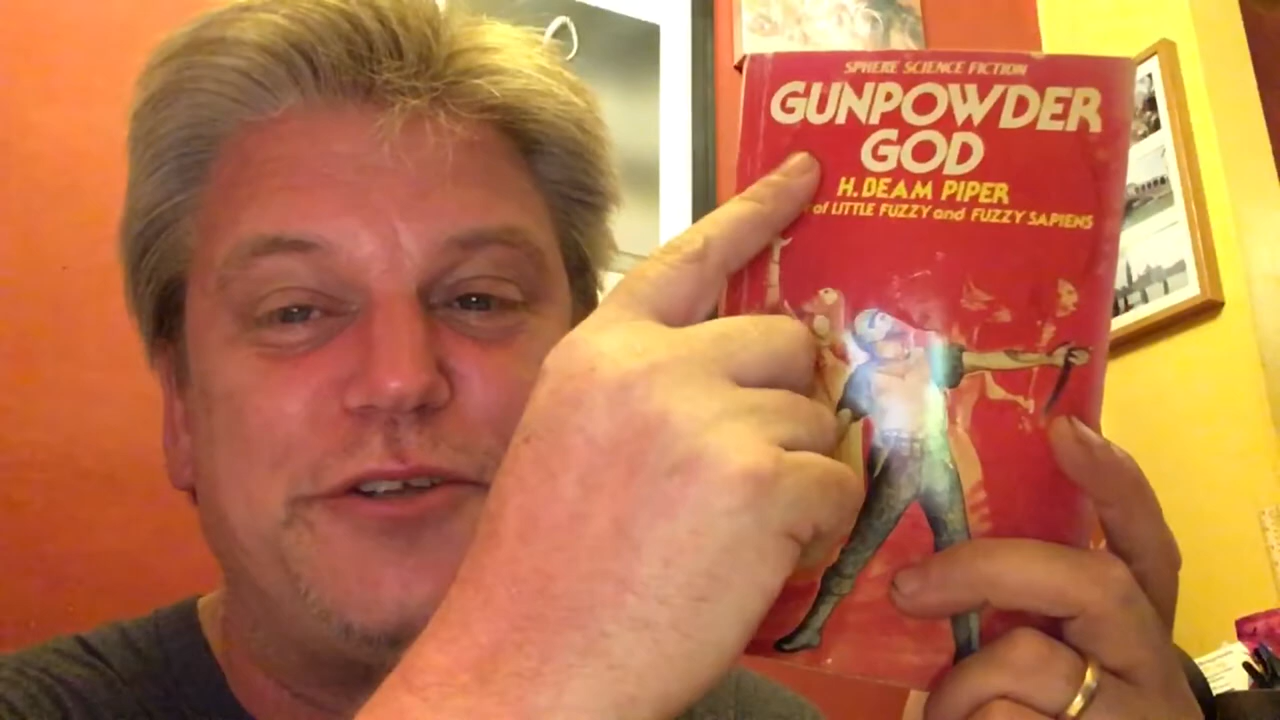 SPHERE SCIENCE FICTION
GUNPOWDER
GOD
H. BEAM PIPER
of LITTLE FUZZY and FUZZY SAPIENS